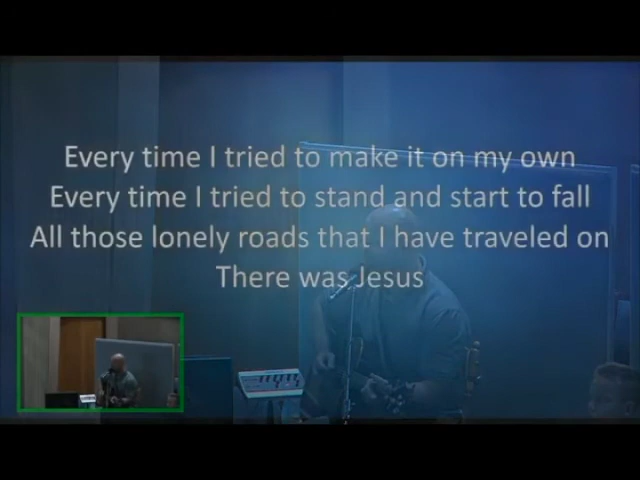 Every time I tried to make it on my own
Every time I tried to stand and start to fall
All those lonely roads that I have traveled on
There was Jesus